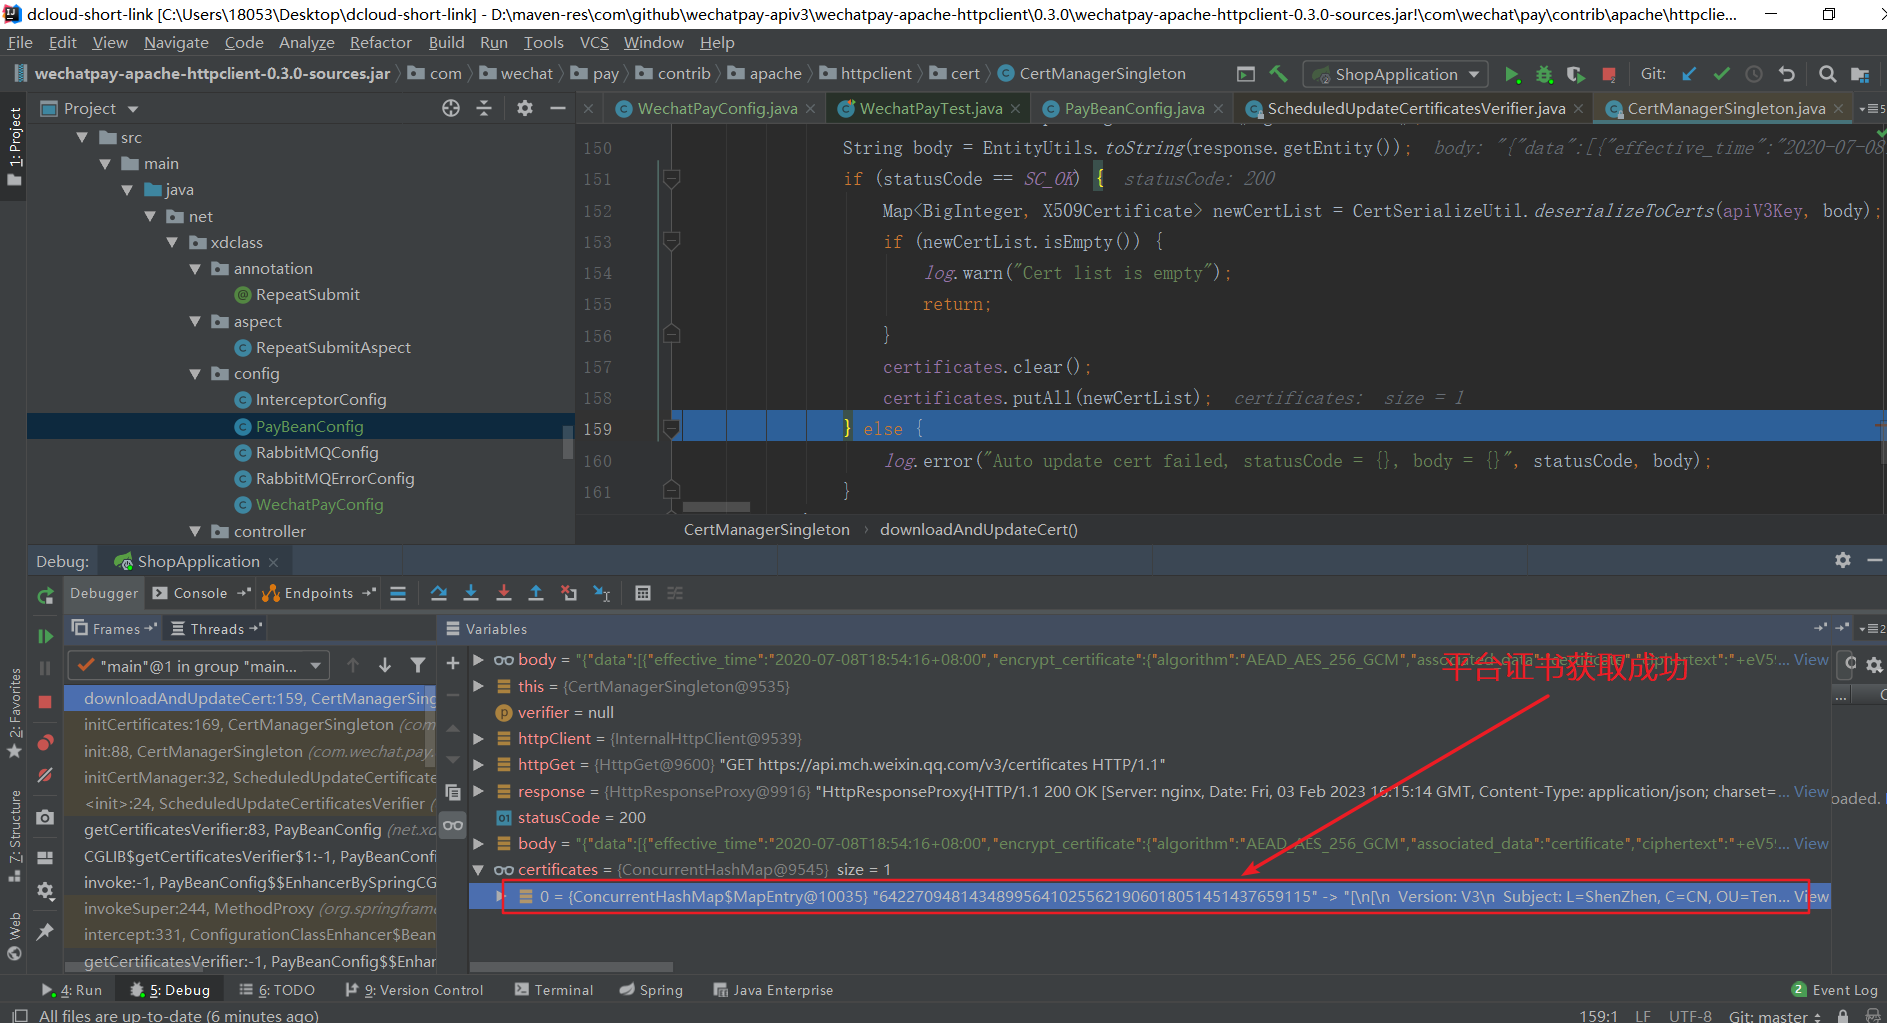 dcloud-short-link [C:\Users\18053\Desktop\dcloud-short-link] - D:\maven-res\com\github\wechatpay-apiv3\wechatpay-apache-httpclient\0.3.0\wechatpay-apache-httpclient-0.3.0-sources.jar!\com\wechat\pay\contrib\apache\httpclie...
File Edit View Navigate Code Analyze Refactor Build Run Tools VCS Window Help
wechatpay-apache-httpclient-0.3.0-sources.jar com wechat pay contrib apache httpclient cert CertManagerSingleton ShopApplication Git:
1: Project
Project
WechatPayConfig.java WechatPayTest.java PayBeanConfig.java ScheduledUpdateCertificatesVerifier.java CertManagerSingleton.java 5
src
main
java
net
xdclass
annotation
RepeatSubmit
aspect
RepeatSubmitAspect
config
InterceptorConfig
PayBeanConfig
RabbitMQConfig
RabbitMQErrorConfig
WechatPayConfig
controller
150 String body = EntityUtils.toString(response.getEntity()); body: "{"data":[{"effective_time":"2020-07-08
151 if (statusCode == SC_OK) { statusCode: 200
152 Map<BigInteger, X509Certificate> newCertList = CertSerializeUtil.deserializeToCerts(apiV3Key, body);
153 if (newCertList.isEmpty()) {
154 log.warn("Cert list is empty");
155 return;
156 }
157 certificates.clear();
158 certificates.putAll(newCertList); certificates: size = 1
159 } else {
160 log.error("Auto update cert failed, statusCode = {}, body = {}", statusCode, body);
161 }
CertManagerSingleton › downloadAndUpdateCert()
Debug: ShopApplication
Debugger Console Endpoints
Frames Threads
"main"@1 in group "main...
downloadAndUpdateCert:159, CertManagerSing
initCertificates:169, CertManagerSingleton (com
init:88, CertManagerSingleton (com.wechat.pay.
initCertManager:32, ScheduledUpdateCertificate
<init>:24, ScheduledUpdateCertificatesVerifier (
getCertificatesVerifier:83, PayBeanConfig (net.xd
CGLIB$getCertificatesVerifier$1:-1, PayBeanConf
invoke:-1, PayBeanConfig$$EnhancerBySpringCG
invokeSuper:244, MethodProxy (org.springframe
intercept:331, ConfigurationClassEnhancer$Bean
getCertificatesVerifier:-1, PayBeanConfig$$Enhar
Variables
2
body = "{"data":[{"effective_time":"2020-07-08T18:54:16+08:00","encrypt_certificate":{"algorithm":"AEAD_AES_256_GCM","associated_data":"certificate","ciphertext":"+eV5... View
平台证书获取成功
this = {CertManagerSingleton@9535}
verifier = null
httpClient = {InternalHttpClient@9539}
httpGet = {HttpGet@9600} "GET https://api.mch.weixin.qq.com/v3/certificates HTTP/1.1"
response = {HttpResponseProxy@9916} "HttpResponseProxy{HTTP/1.1 200 OK [Server: nginx, Date: Fri, 03 Feb 2023 16:15:14 GMT, Content-Type: application/json; charset=... View
statusCode = 200
body = "{"data":[{"effective_time":"2020-07-08T18:54:16+08:00","encrypt_certificate":{"algorithm":"AEAD_AES_256_GCM","associated_data":"certificate","ciphertext":"+eV5... View
certificates = {ConcurrentHashMap@9545} size = 1
0 = {ConcurrentHashMap$MapEntry@10035} "642270948143489956410255621906018051451437659115" -> "[\n[\n Version: V3\n Subject: L=ShenZhen, C=CN, OU=Ten... View
oaded.
2: Favorites
7: Structure
Web
4: Run 5: Debug 6: TODO 9: Version Control Terminal Spring Java Enterprise 2 Event Log
All files are up-to-date (6 minutes ago) 159:1 LF UTF-8 Git: master